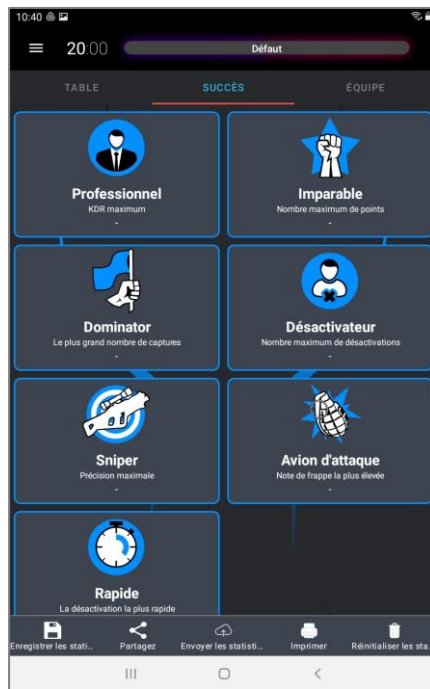 10:40
20:00
Défaut
TABLE
SUCCÈS
ÉQUIPE
Professionnel
KDR maximum
-
Imparable
Nombre maximum de points
-
Dominator
Le plus grand nombre de captures
-
Désactivateur
Nombre maximum de désactivations
-
Sniper
Précision maximale
-
Avion d'attaque
Note de frappe la plus élevée
-
Rapide
La désactivation la plus rapide
Enregistrer les stati...
Partagez
Envoyer les statisti...
Imprimer
Réinitialiser les sta...